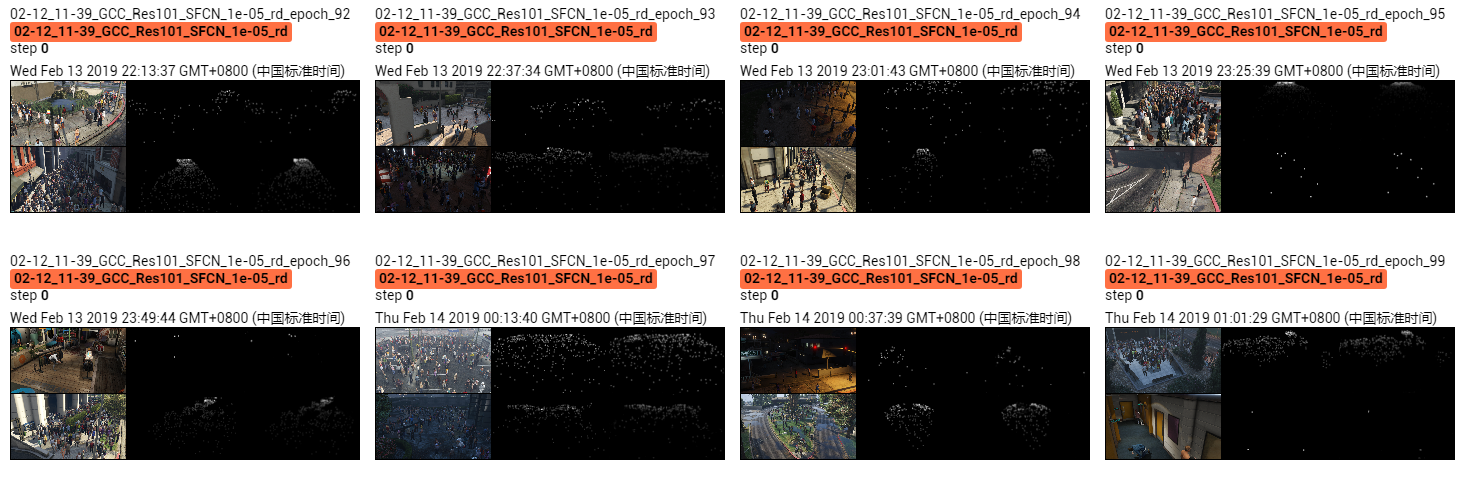 02-12_11-39_GCC_Res101_SFCN_1e-05_rd_epoch_92
02-12_11-39_GCC_Res101_SFCN_1e-05_rd
step 0
Wed Feb 13 2019 22:13:37 GMT+0800 (中国标准时间)
02-12_11-39_GCC_Res101_SFCN_1e-05_rd_epoch_93
02-12_11-39_GCC_Res101_SFCN_1e-05_rd
step 0
Wed Feb 13 2019 22:37:34 GMT+0800 (中国标准时间)
02-12_11-39_GCC_Res101_SFCN_1e-05_rd_epoch_94
02-12_11-39_GCC_Res101_SFCN_1e-05_rd
step 0
Wed Feb 13 2019 23:01:43 GMT+0800 (中国标准时间)
02-12_11-39_GCC_Res101_SFCN_1e-05_rd_epoch_95
02-12_11-39_GCC_Res101_SFCN_1e-05_rd
step 0
Wed Feb 13 2019 23:25:39 GMT+0800 (中国标准时间)
02-12_11-39_GCC_Res101_SFCN_1e-05_rd_epoch_96
02-12_11-39_GCC_Res101_SFCN_1e-05_rd
step 0
Wed Feb 13 2019 23:49:44 GMT+0800 (中国标准时间)
02-12_11-39_GCC_Res101_SFCN_1e-05_rd_epoch_97
02-12_11-39_GCC_Res101_SFCN_1e-05_rd
step 0
Thu Feb 14 2019 00:13:40 GMT+0800 (中国标准时间)
02-12_11-39_GCC_Res101_SFCN_1e-05_rd_epoch_98
02-12_11-39_GCC_Res101_SFCN_1e-05_rd
step 0
Thu Feb 14 2019 00:37:39 GMT+0800 (中国标准时间)
02-12_11-39_GCC_Res101_SFCN_1e-05_rd_epoch_99
02-12_11-39_GCC_Res101_SFCN_1e-05_rd
step 0
Thu Feb 14 2019 01:01:29 GMT+0800 (中国标准时间)